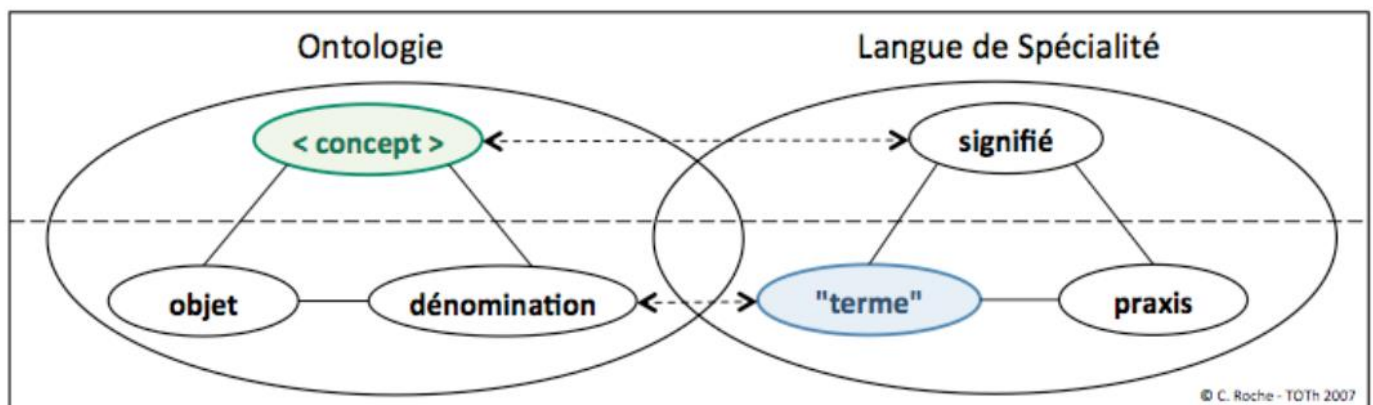 Ontologie
Langue de Spécialité
< concept >
signifié
objet
dénomination
"terme"
praxis
© C. Roche - TOTh 2007